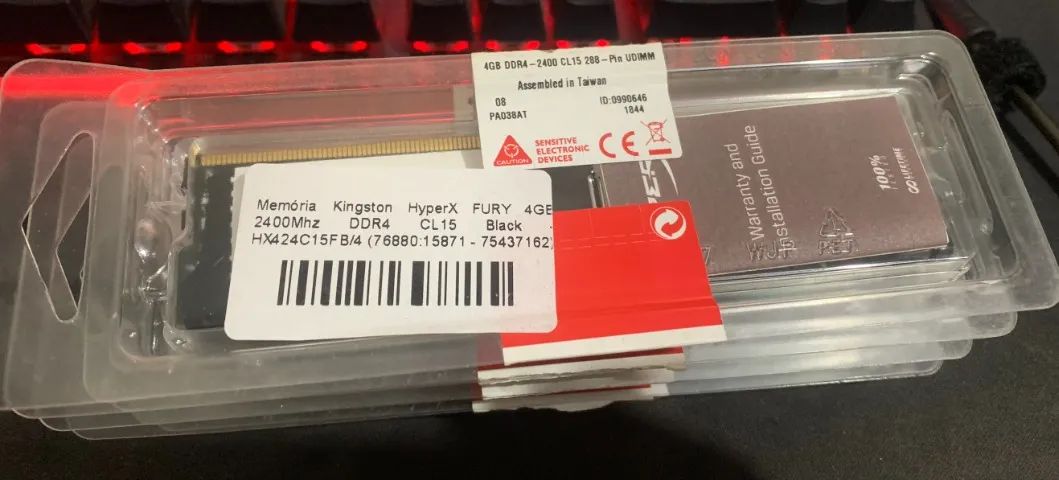 4GB DDR4-2400 CL15 288-Pin UDIMM
Assembled in Taiwan
08
PA038AT
ID:0990646
1844
CAUTION
SENSITIVE
ELECTRONIC
DEVICES
CE
Memória Kingston HyperX FURY 4GB
2400Mhz DDR4 CL15 Black -
HX424C15FB/4 (76880:15871 - 75437162)
Warranty and
Installation Guide
100%
LIFETIME
PET